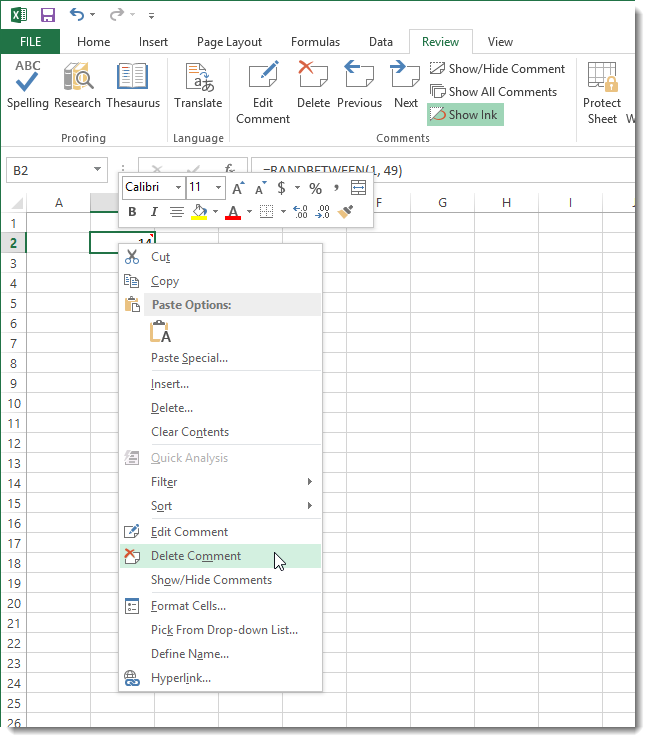 FILE Home Insert Page Layout Formulas Data Review View
ABC
Spelling Research Thesaurus Translate Edit Comment Delete Previous Next Show/Hide Comment
Show All Comments
Show Ink
Protect Sheet
Proofing Language Comments
B2 fx =RANDBETWEEN(1, 49)
Calibri 11 A A $ % ,
B I A .00 .00
A F G H I
1
2 14
3
4
5
6
7
8
9
10
11
12
13
14
15
16
17
18
19
20
21
22
23
24
25
26
Cut
Copy
Paste Options:
A
Paste Special...
Insert...
Delete...
Clear Contents
Quick Analysis
Filter
Sort
Edit Comment
Delete Comment
Show/Hide Comments
Format Cells...
Pick From Drop-down List...
Define Name...
Hyperlink...